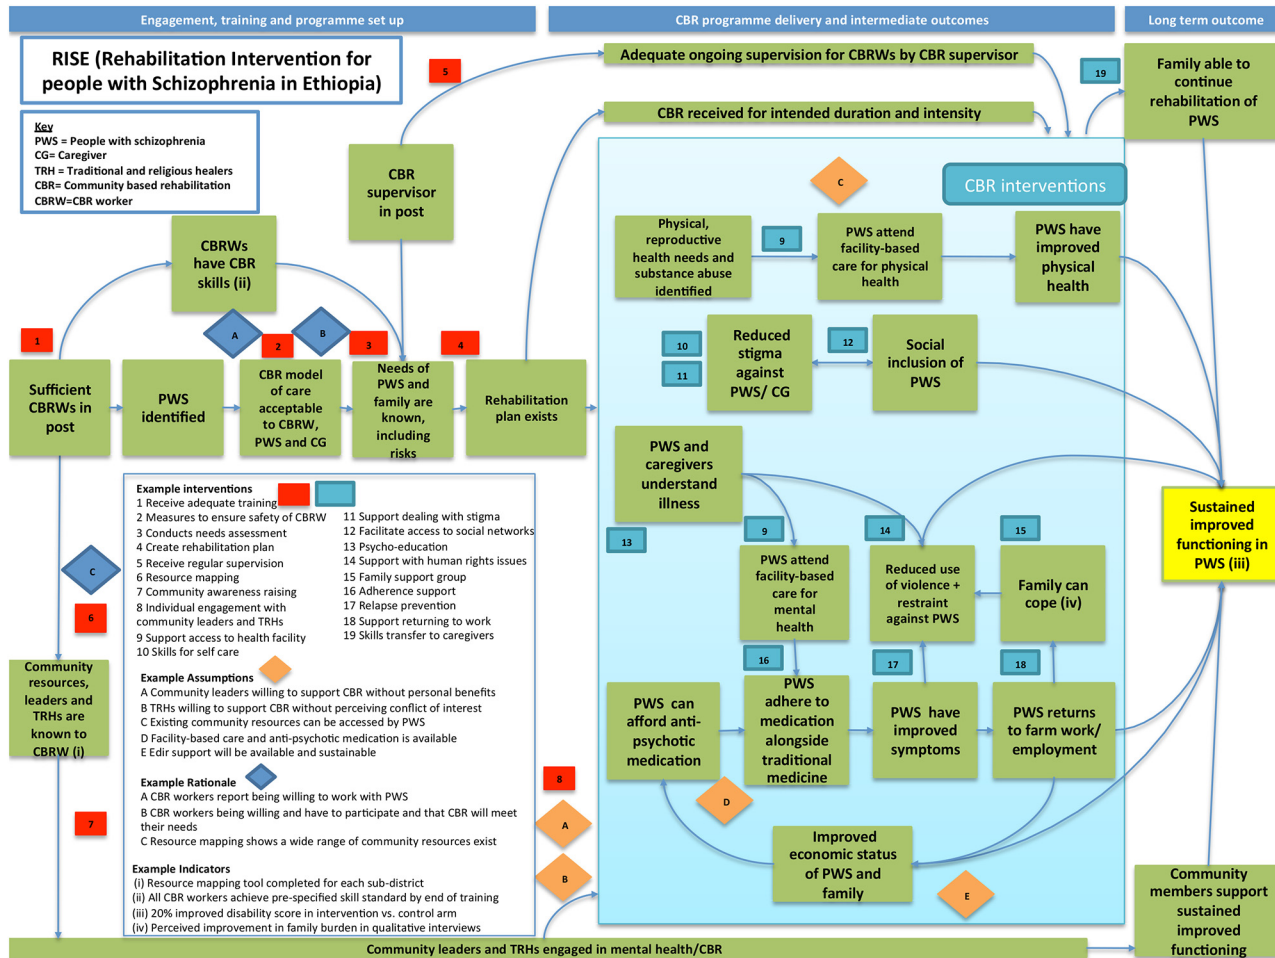 Engagement, training and programme set up
CBR programme delivery and intermediate outcomes
Long term outcome
RISE (Rehabilitation Intervention for
people with Schizophrenia in Ethiopia)
Key
PWS = People with schizophrenia
CG= Caregiver
TRH = Traditional and religious healers
CBR= Community based rehabilitation
CBRW=CBR worker
5
Adequate ongoing supervision for CBRWs by CBR supervisor
CBR received for intended duration and intensity
19
Family able to
continue
rehabilitation of
PWS
CBR
supervisor
in post
CBRWs
have CBR
skills (ii)
1
A
2
B
3
4
Sufficient
CBRWs in
post
PWS
identified
CBR model
of care
acceptable
to CBRW,
PWS and CG
Needs of
PWS and
family are
known,
including
risks
Rehabilitation
plan exists
C
CBR interventions
Physical,
reproductive
health needs and
substance abuse
identified
9
PWS attend
facility-based
care for physical
health
PWS have
improved
physical
health
10
11
Reduced
stigma
against
PWS/ CG
12
Social
inclusion of
PWS
PWS and
caregivers
understand
illness
13
9
14
15
PWS attend
facility-based
care for
mental
health
Reduced use
of violence +
restraint
against PWS
Family can
cope (iv)
16
17
18
PWS can
afford anti-
psychotic
medication
PWS
adhere to
medication
alongside
traditional
medicine
PWS have
improved
symptoms
PWS returns
to farm work/
employment
D
Improved
economic status
of PWS and
family
E
Sustained
improved
functioning in
PWS (iii)
C
6
Community
resources,
leaders and
TRHs are
known to
CBRW (i)
7
Example interventions
1 Receive adequate training
2 Measures to ensure safety of CBRW
3 Conducts needs assessment
4 Create rehabilitation plan
5 Receive regular supervision
6 Resource mapping
7 Community awareness raising
8 Individual engagement with
community leaders and TRHs
9 Support access to health facility
10 Skills for self care
11 Support dealing with stigma
12 Facilitate access to social networks
13 Psycho-education
14 Support with human rights issues
15 Family support group
16 Adherence support
17 Relapse prevention
18 Support returning to work
19 Skills transfer to caregivers
Example Assumptions
A Community leaders willing to support CBR without personal benefits
B TRHs willing to support CBR without perceiving conflict of interest
C Existing community resources can be accessed by PWS
D Facility-based care and anti-psychotic medication is available
E Edir support will be available and sustainable
Example Rationale
A CBR workers report being willing to work with PWS
B CBR workers being willing and have to participate and that CBR will meet
their needs
C Resource mapping shows a wide range of community resources exist
Example Indicators
(i) Resource mapping tool completed for each sub-district
(ii) All CBR workers achieve pre-specified skill standard by end of training
(iii) 20% improved disability score in intervention vs. control arm
(iv) Perceived improvement in family burden in qualitative interviews
8
A
B
Community leaders and TRHs engaged in mental health/CBR
Community
members support
sustained
improved
functioning